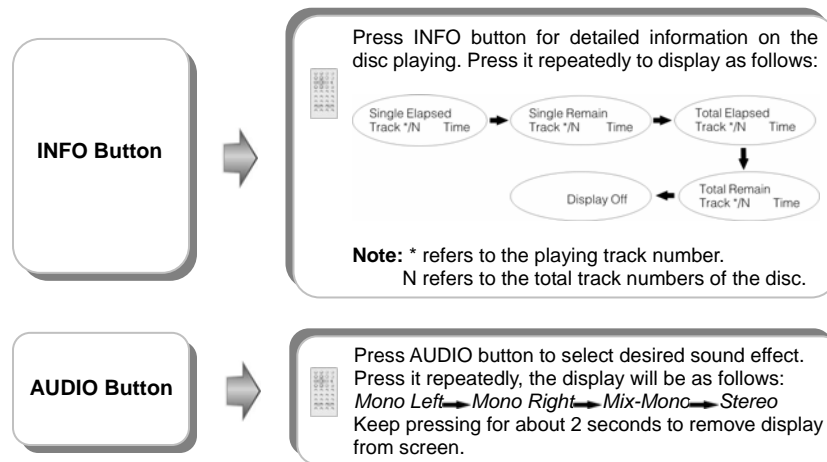 Press INFO button for detailed information on the
disc playing. Press it repeatedly to display as follows:
INFO Button
Single Elapsed
Track */N Time
Single Remain
Track */N Time
Total Elapsed
Track */N Time
Total Remain
Track */N Time
Display Off
Note: * refers to the playing track number.
N refers to the total track numbers of the disc.
AUDIO Button
Press AUDIO button to select desired sound effect.
Press it repeatedly, the display will be as follows:
Mono Left Mono Right Mix-Mono Stereo
Keep pressing for about 2 seconds to remove display
from screen.